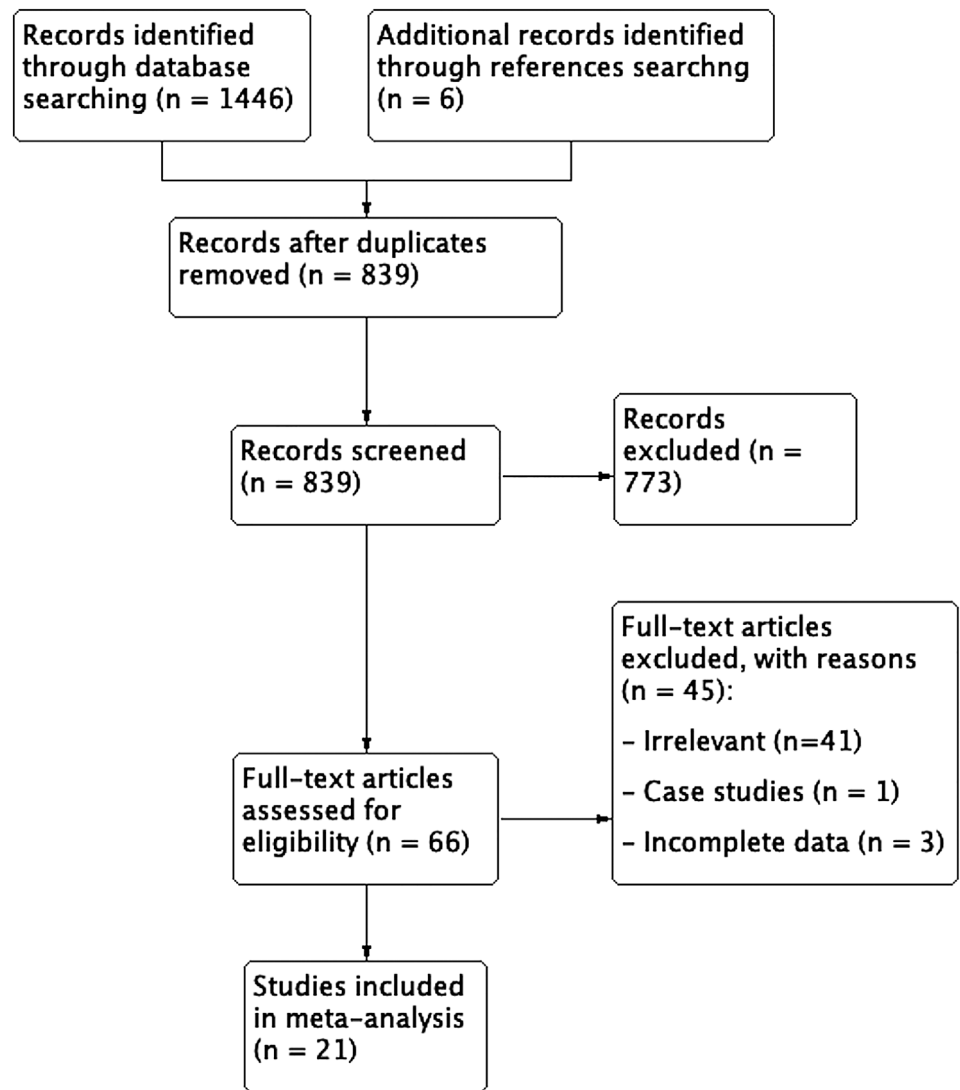 Records identified
through database
searching (n = 1446)
Additional records identified
through references searchng
(n = 6)
Records after duplicates
removed (n = 839)
Records screened
(n = 839)
Records
excluded (n =
773)
Full-text articles
assessed for
eligibility (n = 66)
Full-text articles
excluded, with reasons
(n = 45):
- Irrelevant (n=41)
- Case studies (n = 1)
- Incomplete data (n = 3)
Studies included
in meta-analysis
(n = 21)